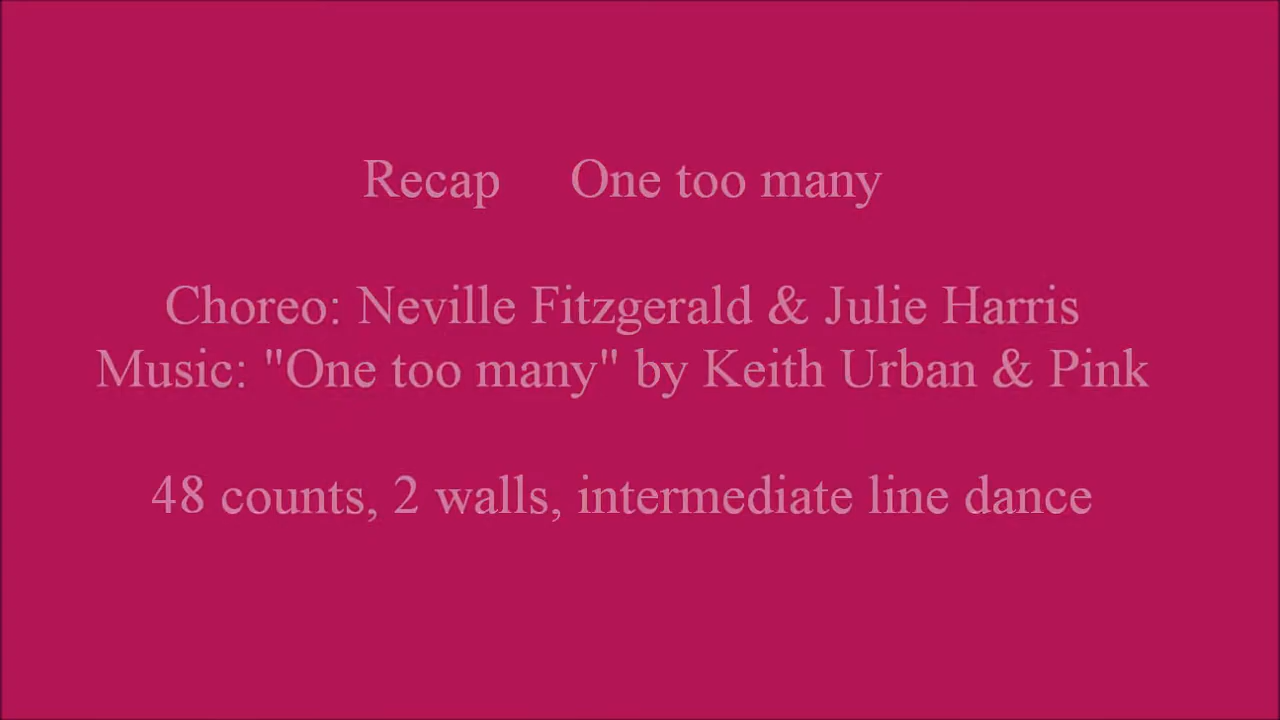 Recap One too many
Choreo: Neville Fitzgerald & Julie Harris
Music: "One too many" by Keith Urban & Pink
48 counts, 2 walls, intermediate line dance